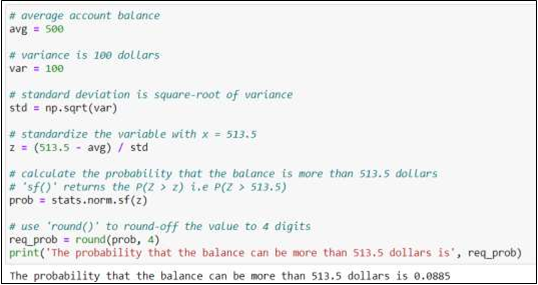 # average account balance
avg = 500
# variance is 100 dollars
var = 100
# standard deviation is square-root of variance
std = np.sqrt(var)
# standardize the variable with x = 513.5
z = (513.5 - avg) / std
# calculate the probability that the balance is more than 513.5 dollars
# 'sf()' returns the P(Z > z) i.e P(Z > 513.5)
prob = stats.norm.sf(z)
# use 'round()' to round-off the value to 4 digits
req_prob = round(prob, 4)
print('The probability that the balance can be more than 513.5 dollars is', req_prob)
The probability that the balance can be more than 513.5 dollars is 0.0885